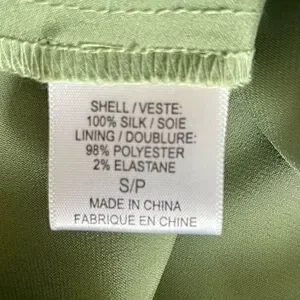 SHELL / VESTE:
100% SILK / SOIE
LINING / DOUBLURE:
98% POLYESTER
2% ELASTANE
S/P
MADE IN CHINA
FABRIQUE EN CHINE